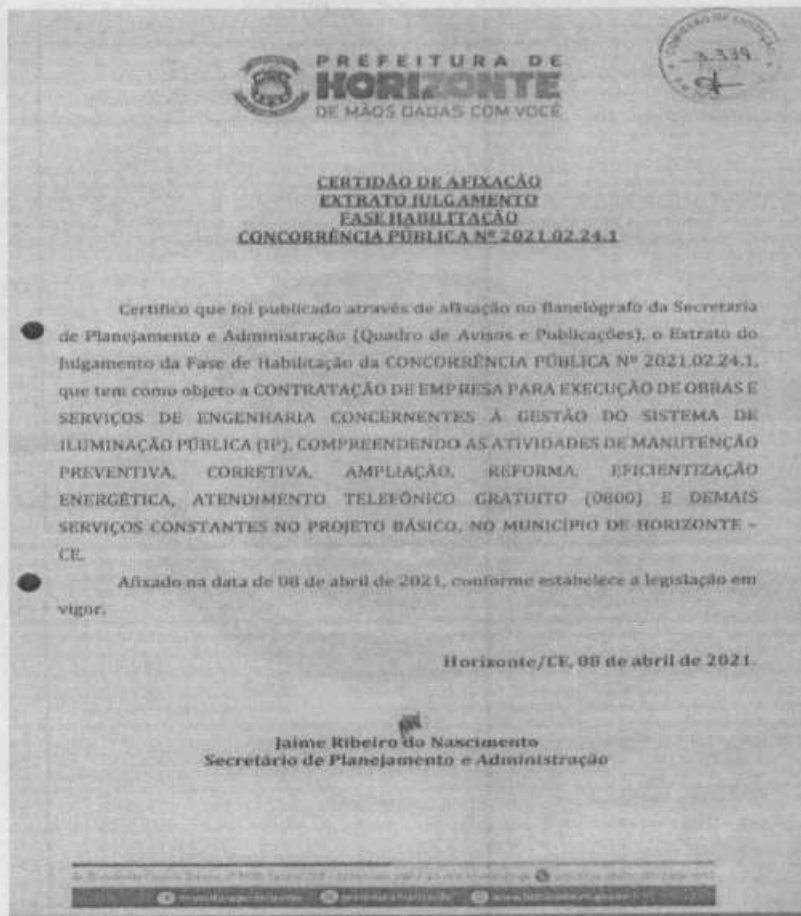 COMISSÃO DE LICITAÇÃO
3.339
PREFEITURA DE
HORIZONTE
DE MÃOS DADAS COM VOCÊ
CERTIDÃO DE AFIXAÇÃO
EXTRATO JULGAMENTO
FASE HABILITAÇÃO
CONCORRÊNCIA PÚBLICA Nº 2021.02.24.1
Certifico que foi publicado através de afixação no flanelógrafo da Secretaria
de Planejamento e Administração (Quadro de Avisos e Publicações), o Extrato do
Julgamento da Fase de Habilitação da CONCORRÊNCIA PÚBLICA Nº 2021.02.24.1,
que tem como objeto a CONTRATAÇÃO DE EMPRESA PARA EXECUÇÃO DE OBRAS E
SERVIÇOS DE ENGENHARIA CONCERNENTES À GESTÃO DO SISTEMA DE
ILUMINAÇÃO PÚBLICA (IP), COMPREENDENDO AS ATIVIDADES DE MANUTENÇÃO
PREVENTIVA, CORRETIVA, AMPLIAÇÃO, REFORMA, EFICIENTIZAÇÃO
ENERGÉTICA, ATENDIMENTO TELEFÔNICO GRATUITO (0800) E DEMAIS
SERVIÇOS CONSTANTES NO PROJETO BÁSICO, NO MUNICÍPIO DE HORIZONTE –
CE.
Afixado na data de 08 de abril de 2021, conforme estabelece a legislação em
vigor.
Horizonte/CE, 08 de abril de 2021.
Jaime Ribeiro do Nascimento
Secretário de Planejamento e Administração